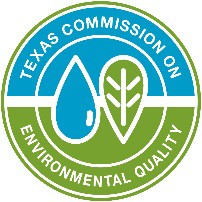 TEXAS COMMISSION ON
ENVIRONMENTAL QUALITY